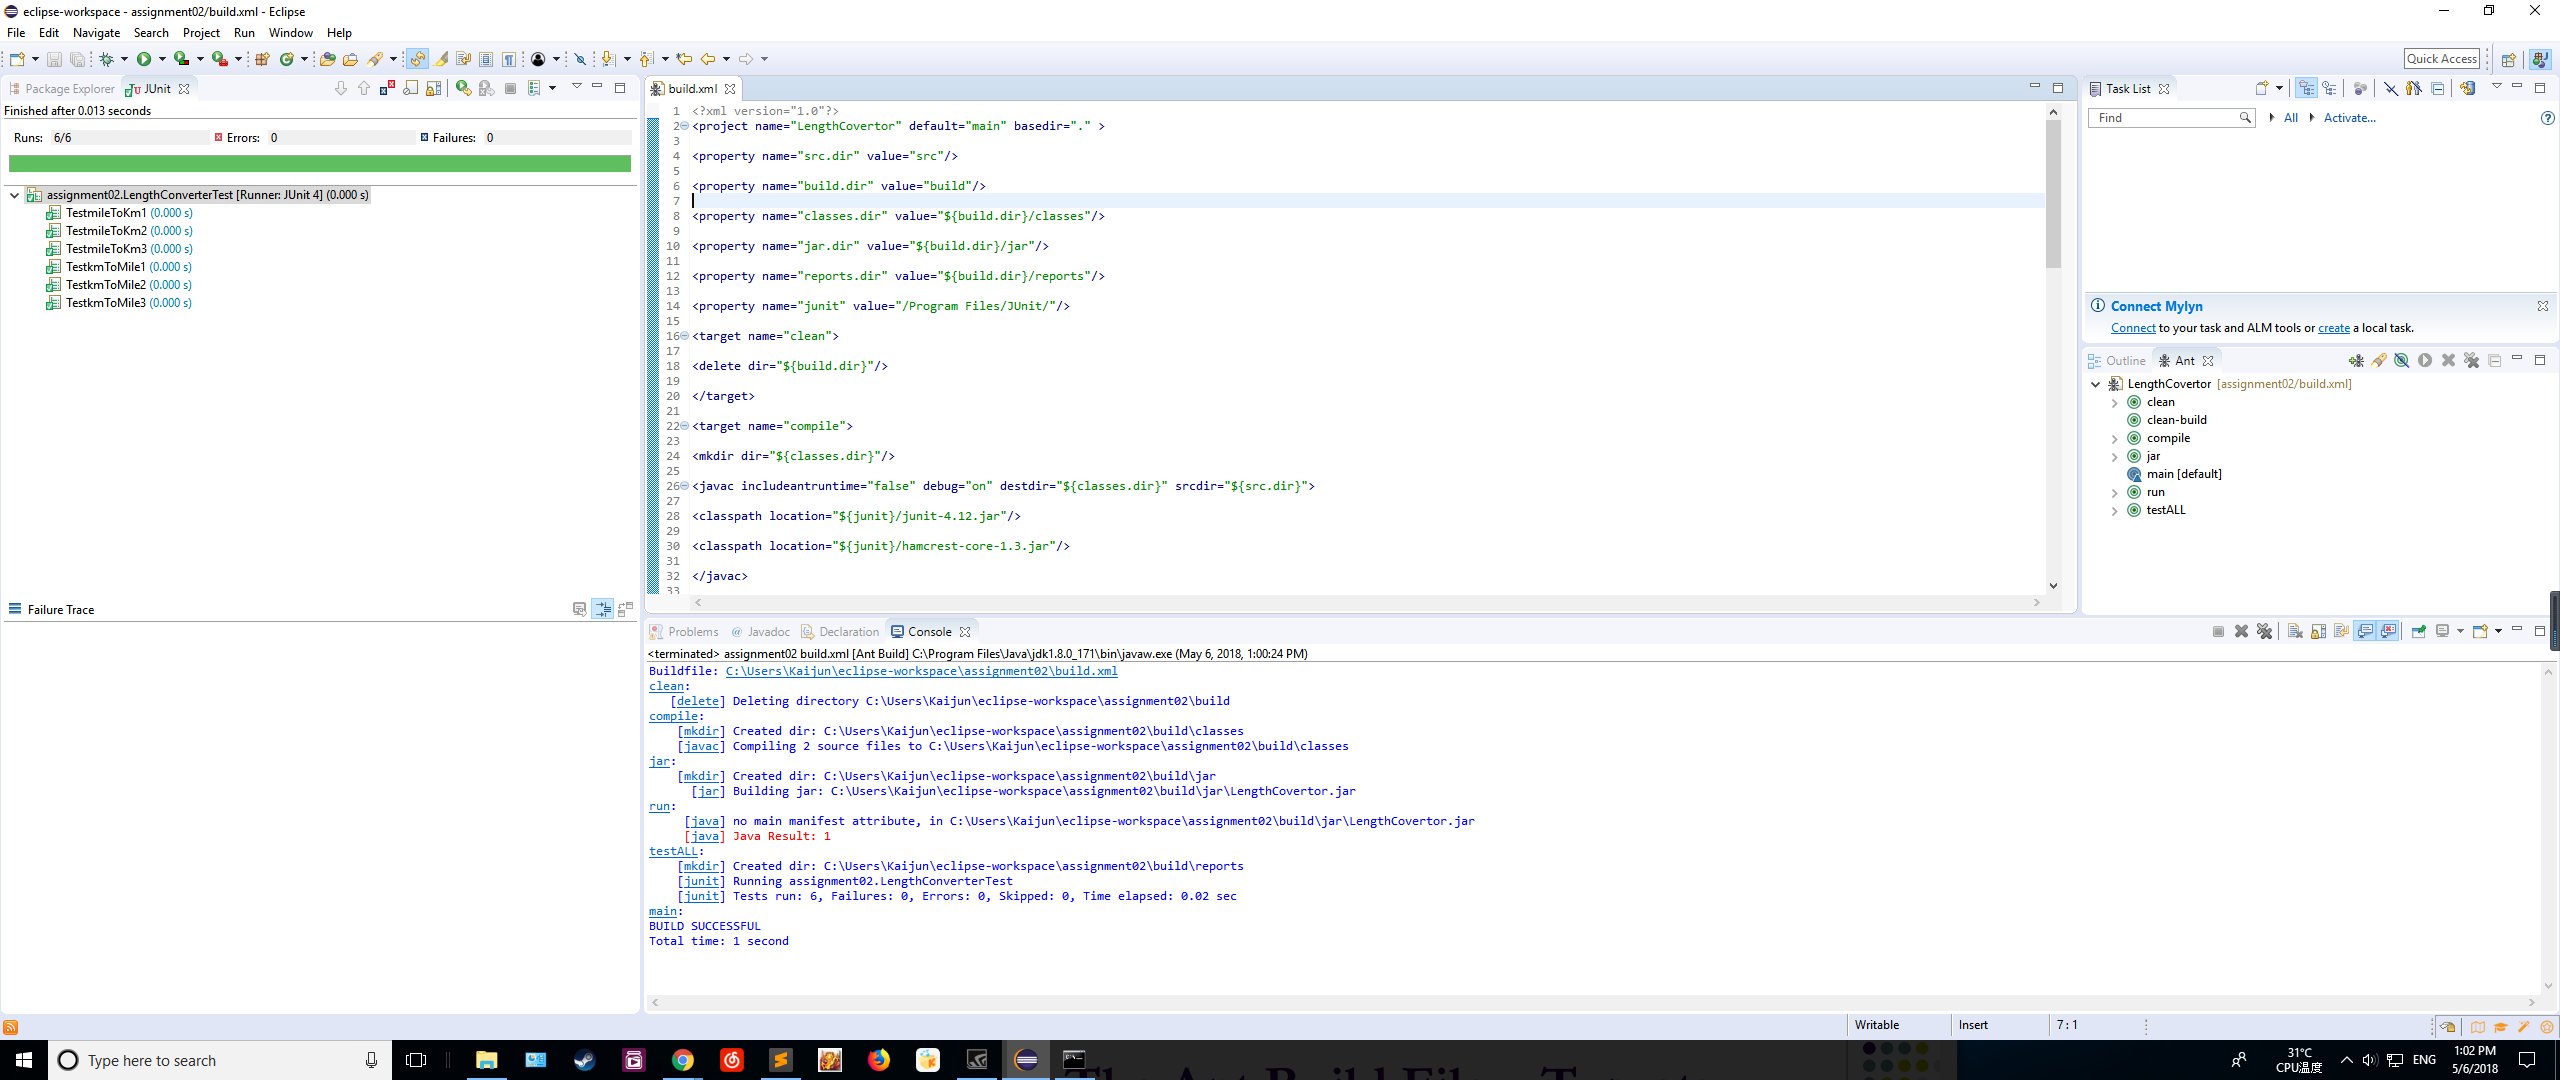 eclipse-workspace - assignment02/build.xml - Eclipse
File Edit Navigate Search Project Run Window Help
Quick Access
Package Explorer JUnit
Finished after 0.013 seconds
Runs: 6/6 Errors: 0 Failures: 0
assignment02.LengthConverterTest [Runner: JUnit 4] (0.000 s)
TestmileToKm1 (0.000 s)
TestmileToKm2 (0.000 s)
TestmileToKm3 (0.000 s)
TestkmToMile1 (0.000 s)
TestkmToMile2 (0.000 s)
TestkmToMile3 (0.000 s)
Failure Trace
build.xml
1 <?xml version="1.0"?>
2 <project name="LengthCovertor" default="main" basedir="." >
3
4 <property name="src.dir" value="src"/>
5
6 <property name="build.dir" value="build"/>
7
8 <property name="classes.dir" value="${build.dir}/classes"/>
9
10 <property name="jar.dir" value="${build.dir}/jar"/>
11
12 <property name="reports.dir" value="${build.dir}/reports"/>
13
14 <property name="junit" value="/Program Files/JUnit/"/>
15
16 <target name="clean">
17
18 <delete dir="${build.dir}"/>
19
20 </target>
21
22 <target name="compile">
23
24 <mkdir dir="${classes.dir}"/>
25
26 <javac includeantruntime="false" debug="on" destdir="${classes.dir}" srcdir="${src.dir}">
27
28 <classpath location="${junit}/junit-4.12.jar"/>
29
30 <classpath location="${junit}/hamcrest-core-1.3.jar"/>
31
32 </javac>
33
Task List
Find All Activate...
Connect Mylyn
Connect to your task and ALM tools or create a local task.
Outline Ant
LengthCovertor [assignment02/build.xml]
clean
clean-build
compile
jar
main [default]
run
testALL
Problems Javadoc Declaration Console
<terminated> assignment02 build.xml [Ant Build] C:\Program Files\Java\jdk1.8.0_171\bin\javaw.exe (May 6, 2018, 1:00:24 PM)
Buildfile: C:\Users\Kaijun\eclipse-workspace\assignment02\build.xml
clean:
[delete] Deleting directory C:\Users\Kaijun\eclipse-workspace\assignment02\build
compile:
[mkdir] Created dir: C:\Users\Kaijun\eclipse-workspace\assignment02\build\classes
[javac] Compiling 2 source files to C:\Users\Kaijun\eclipse-workspace\assignment02\build\classes
jar:
[mkdir] Created dir: C:\Users\Kaijun\eclipse-workspace\assignment02\build\jar
[jar] Building jar: C:\Users\Kaijun\eclipse-workspace\assignment02\build\jar\LengthCovertor.jar
run:
[java] no main manifest attribute, in C:\Users\Kaijun\eclipse-workspace\assignment02\build\jar\LengthCovertor.jar
[java] Java Result: 1
testALL:
[mkdir] Created dir: C:\Users\Kaijun\eclipse-workspace\assignment02\build\reports
[junit] Running assignment02.LengthConverterTest
[junit] Tests run: 6, Failures: 0, Errors: 0, Skipped: 0, Time elapsed: 0.02 sec
main:
BUILD SUCCESSFUL
Total time: 1 second
Writable Insert 7 : 1
Type here to search
31°C
CPU温度
ENG
1:02 PM
5/6/2018